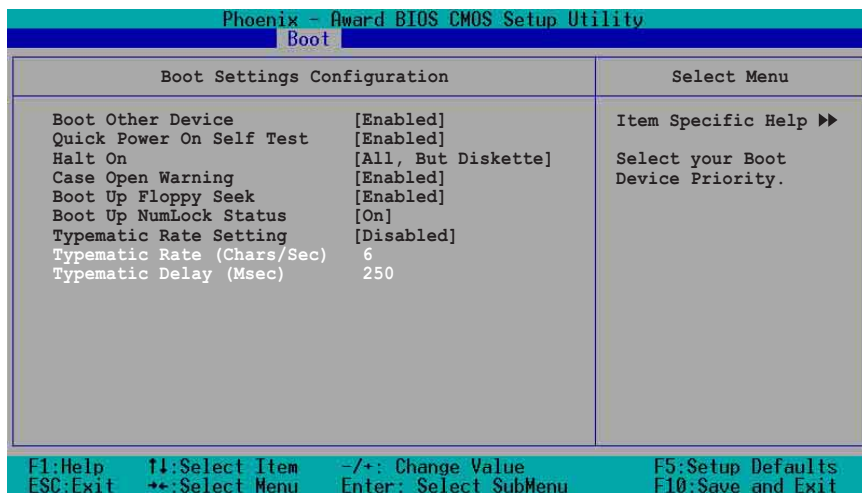 Phoenix - Award BIOS CMOS Setup Utility
Boot
Boot Settings Configuration
Select Menu
Boot Other Device [Enabled]
Quick Power On Self Test [Enabled]
Halt On [All, But Diskette]
Case Open Warning [Enabled]
Boot Up Floppy Seek [Enabled]
Boot Up NumLock Status [On]
Typematic Rate Setting [Disabled]
Typematic Rate (Chars/Sec) 6
Typematic Delay (Msec) 250
Item Specific Help ▶▶
Select your Boot
Device Priority.
F1:Help ↑↓:Select Item -/+: Change Value F5:Setup Defaults
ESC:Exit →←:Select Menu Enter: Select SubMenu F10:Save and Exit